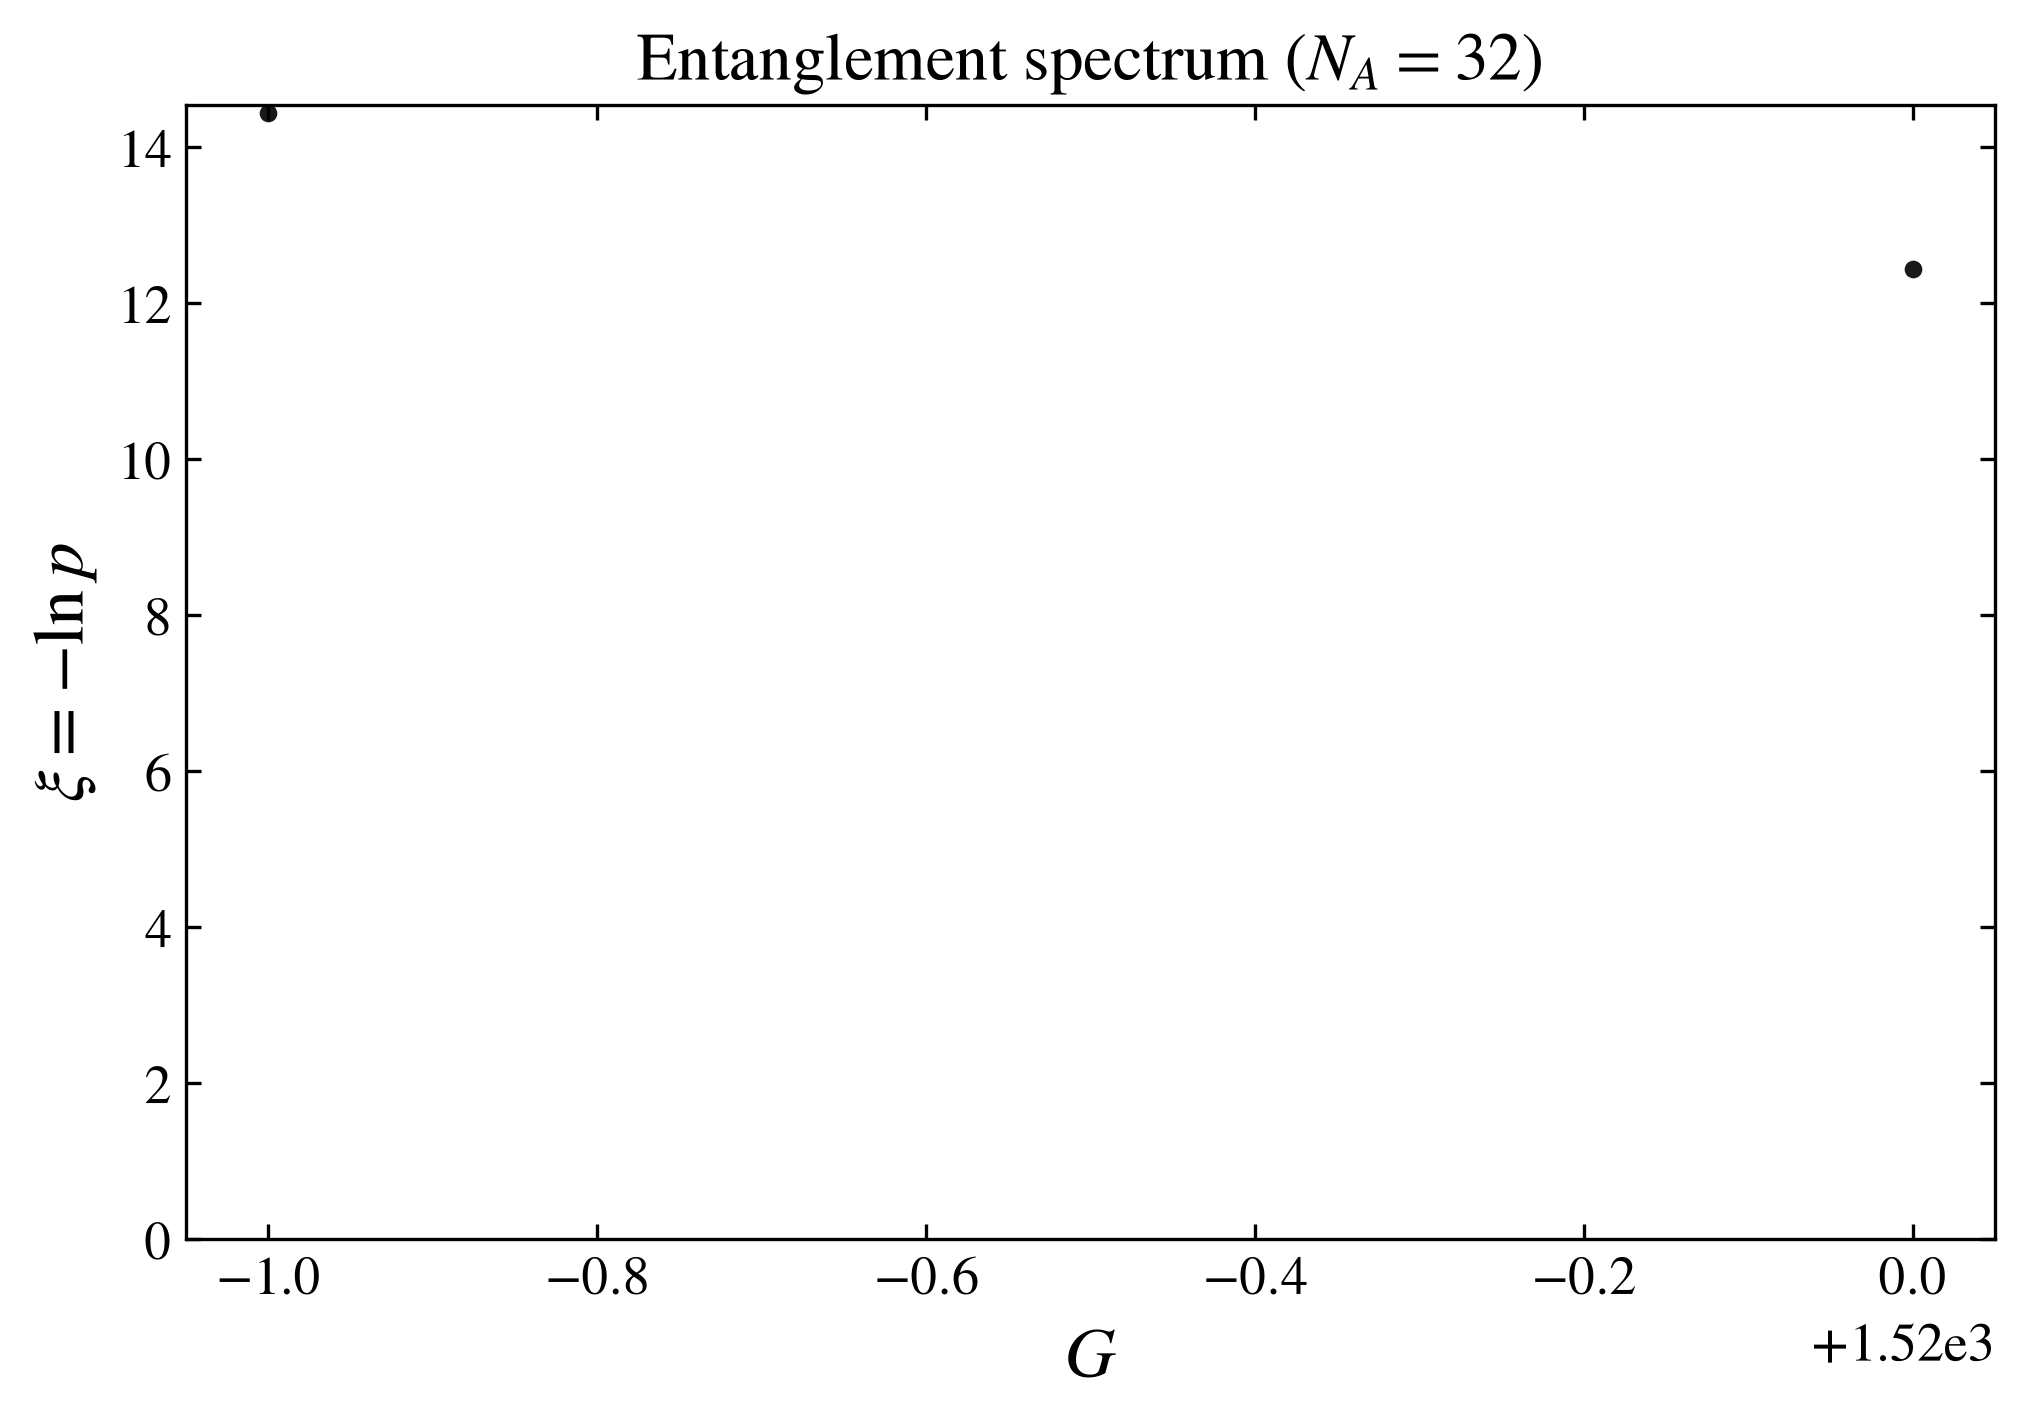 Entanglement spectrum (N_A = 32)
14
12
10
8
6
4
2
0
ξ = −ln p
−1.0 −0.8 −0.6 −0.4 −0.2 0.0
+1.52e3
G